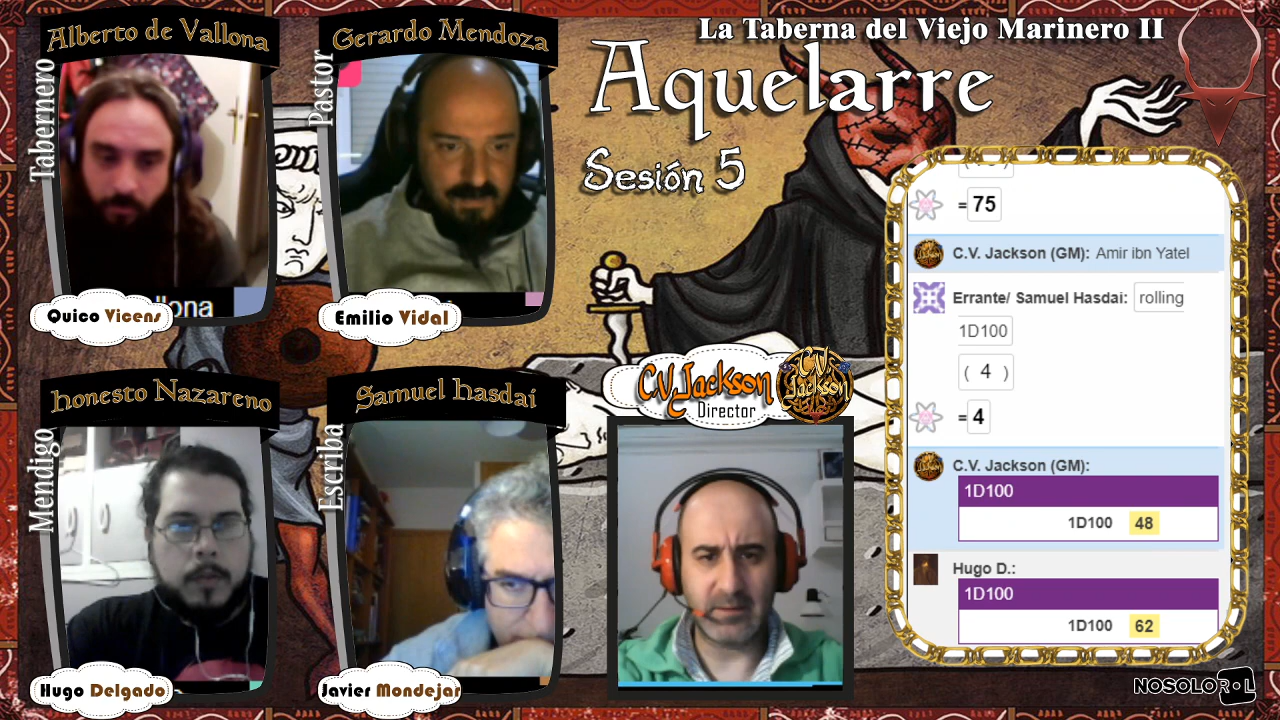 La Taberna del Viejo Marinero II
Aquelarre
Sesión 5
Alberto de Vallona
Tabernero
Quico Vicens
Gerardo Mendoza
Pastor
Emilio Vidal
honesto Nazareno
Mendigo
Hugo Delgado
Samuel hasdai
Escriba
Javier Mondejar
C.V. Jackson
Director
C.V. Jackson
=75
C.V. Jackson (GM): Amir ibn Yatel
Errante/ Samuel Hasdai: rolling
1D100
( 4 )
=4
C.V. Jackson (GM):
1D100
1D100 48
Hugo D.:
1D100
1D100 62
NOSOLOROL